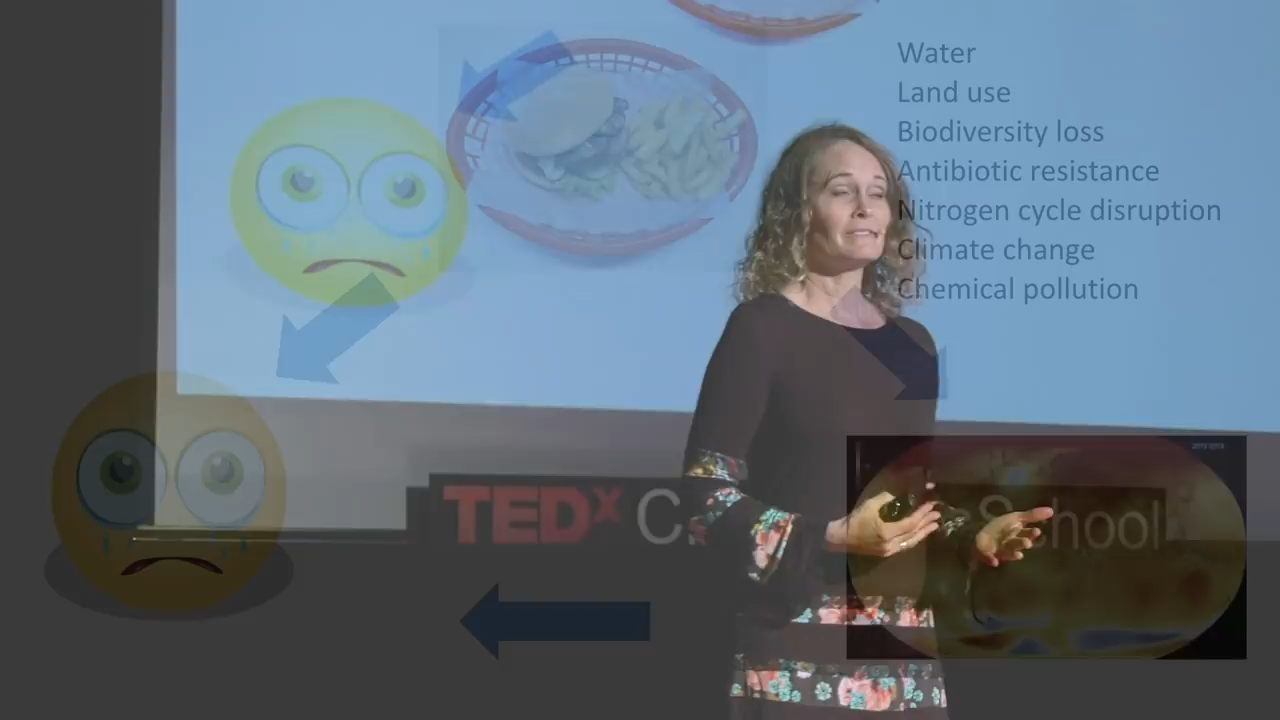 Water
Land use
Biodiversity loss
Antibiotic resistance
Nitrogen cycle disruption
Climate change
Chemical pollution
TEDx C School